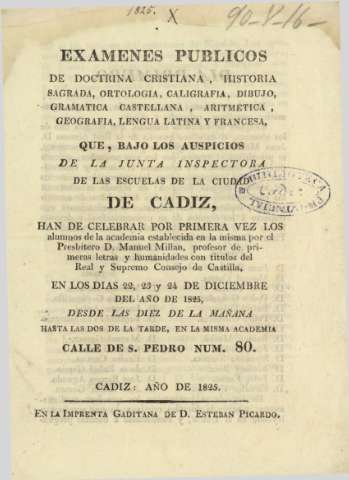 1825.
X
90-V-16-
EXAMENES PUBLICOS
DE DOCTRINA CRISTIANA, HISTORIA
SAGRADA, ORTOLOGIA, CALIGRAFIA, DIBUJO,
GRAMATICA CASTELLANA, ARITMETICA,
GEOGRAFIA, LENGUA LATINA Y FRANCESA,
QUE, BAJO LOS AUSPICIOS
DE LA JUNTA INSPECTORA
DE LAS ESCUELAS DE LA CIUDAD
DE CADIZ,
HAN DE CELEBRAR POR PRIMERA VEZ LOS
alumnos de la academia establecida en la misma por el
Presbitero D. Manuel Millan, profesor de pri-
meras letras y humanidades con titulos del
Real y Supremo Consejo de Castilla,
EN LOS DIAS 22, 23 y 24 DE DICIEMBRE
DEL AÑO DE 1825,
DESDE LAS DIEZ DE LA MAÑANA
HASTA LAS DOS DE LA TARDE, EN LA MISMA ACADEMIA
CALLE DE S. PEDRO NUM. 80.
CADIZ: AÑO DE 1825.
EN LA IMPRENTA GADITANA DE D. ESTEBAN PICARDO.
BIBLIOTECA PROVINCIAL